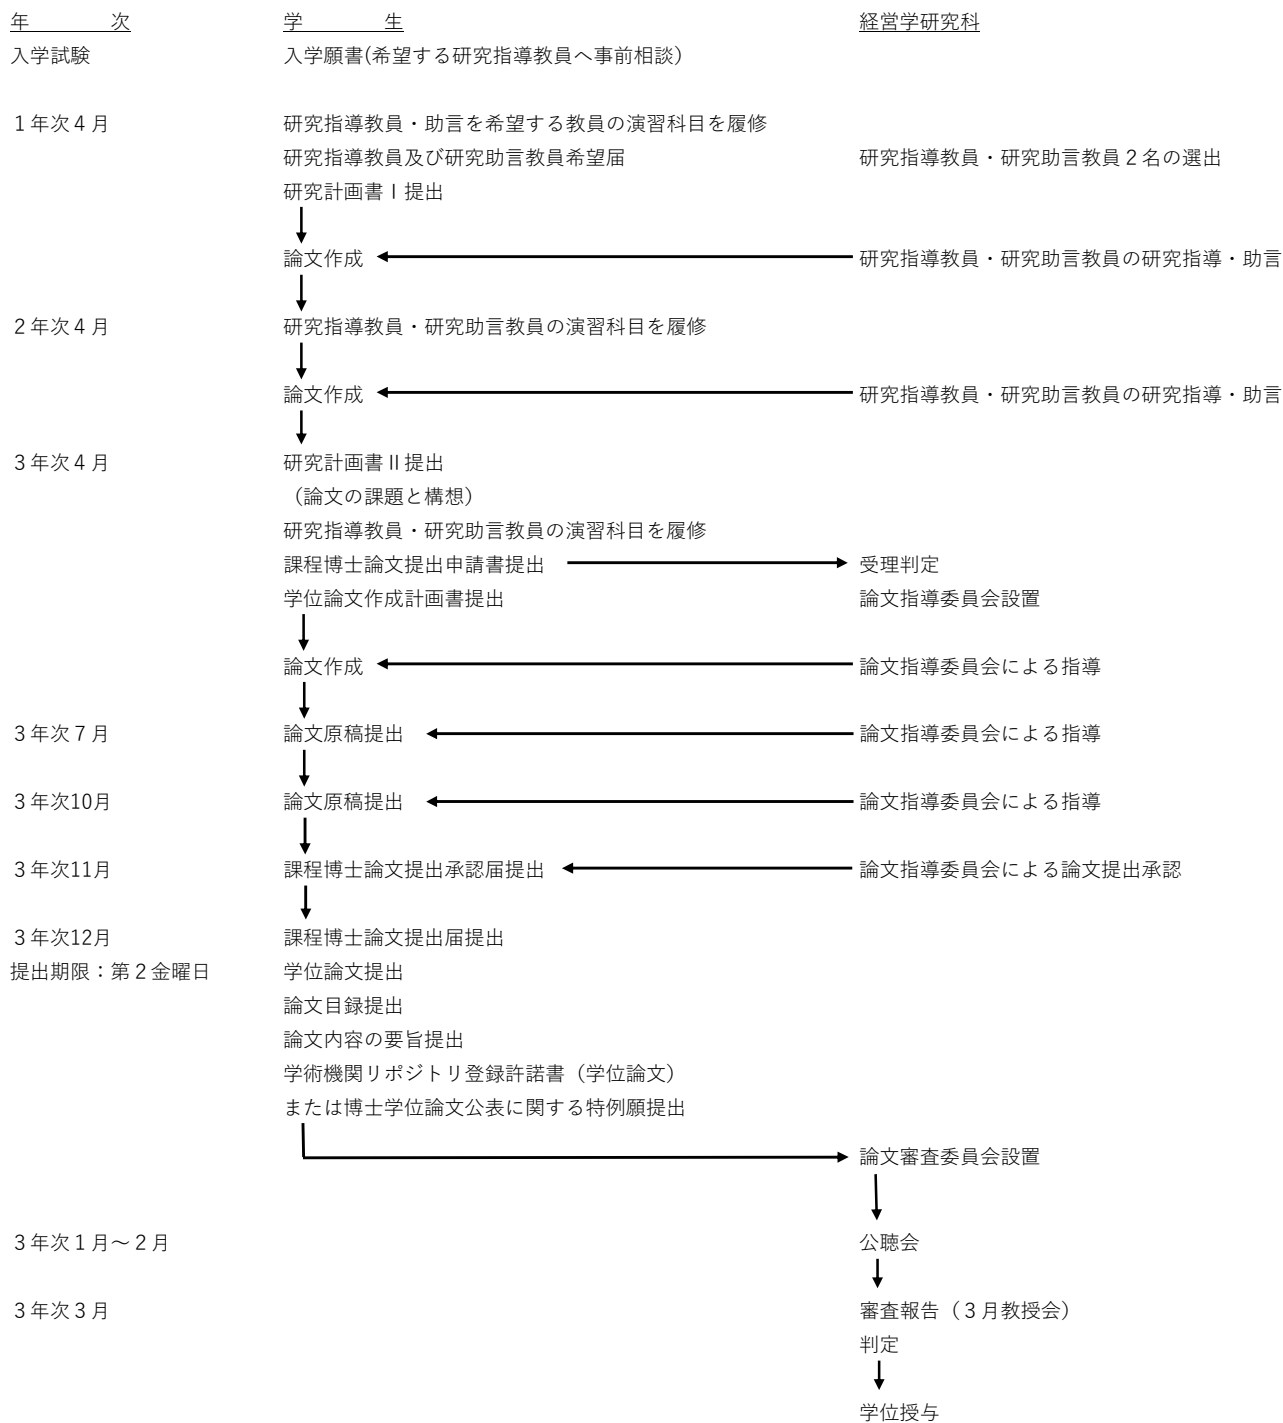 年　次　学　生　経営学研究科
入学試験　入学願書(希望する研究指導教員へ事前相談)
１年次４月　研究指導教員・助言を希望する教員の演習科目を履修
研究指導教員及び研究助言教員希望届　研究指導教員・研究助言教員２名の選出
研究計画書Ⅰ提出
論文作成　研究指導教員・研究助言教員の研究指導・助言
２年次４月　研究指導教員・研究助言教員の演習科目を履修
論文作成　研究指導教員・研究助言教員の研究指導・助言
３年次４月　研究計画書Ⅱ提出
（論文の課題と構想）
研究指導教員・研究助言教員の演習科目を履修
課程博士論文提出申請書提出　受理判定
学位論文作成計画書提出　論文指導委員会設置
論文作成　論文指導委員会による指導
３年次７月　論文原稿提出　論文指導委員会による指導
３年次10月　論文原稿提出　論文指導委員会による指導
３年次11月　課程博士論文提出承認届提出　論文指導委員会による論文提出承認
３年次12月　課程博士論文提出届提出
提出期限：第２金曜日　学位論文提出
論文目録提出
論文内容の要旨提出
学術機関リポジトリ登録許諾書（学位論文）
または博士学位論文公表に関する特例願提出
論文審査委員会設置
３年次１月～２月　公聴会
３年次３月　審査報告（３月教授会）
判定
学位授与